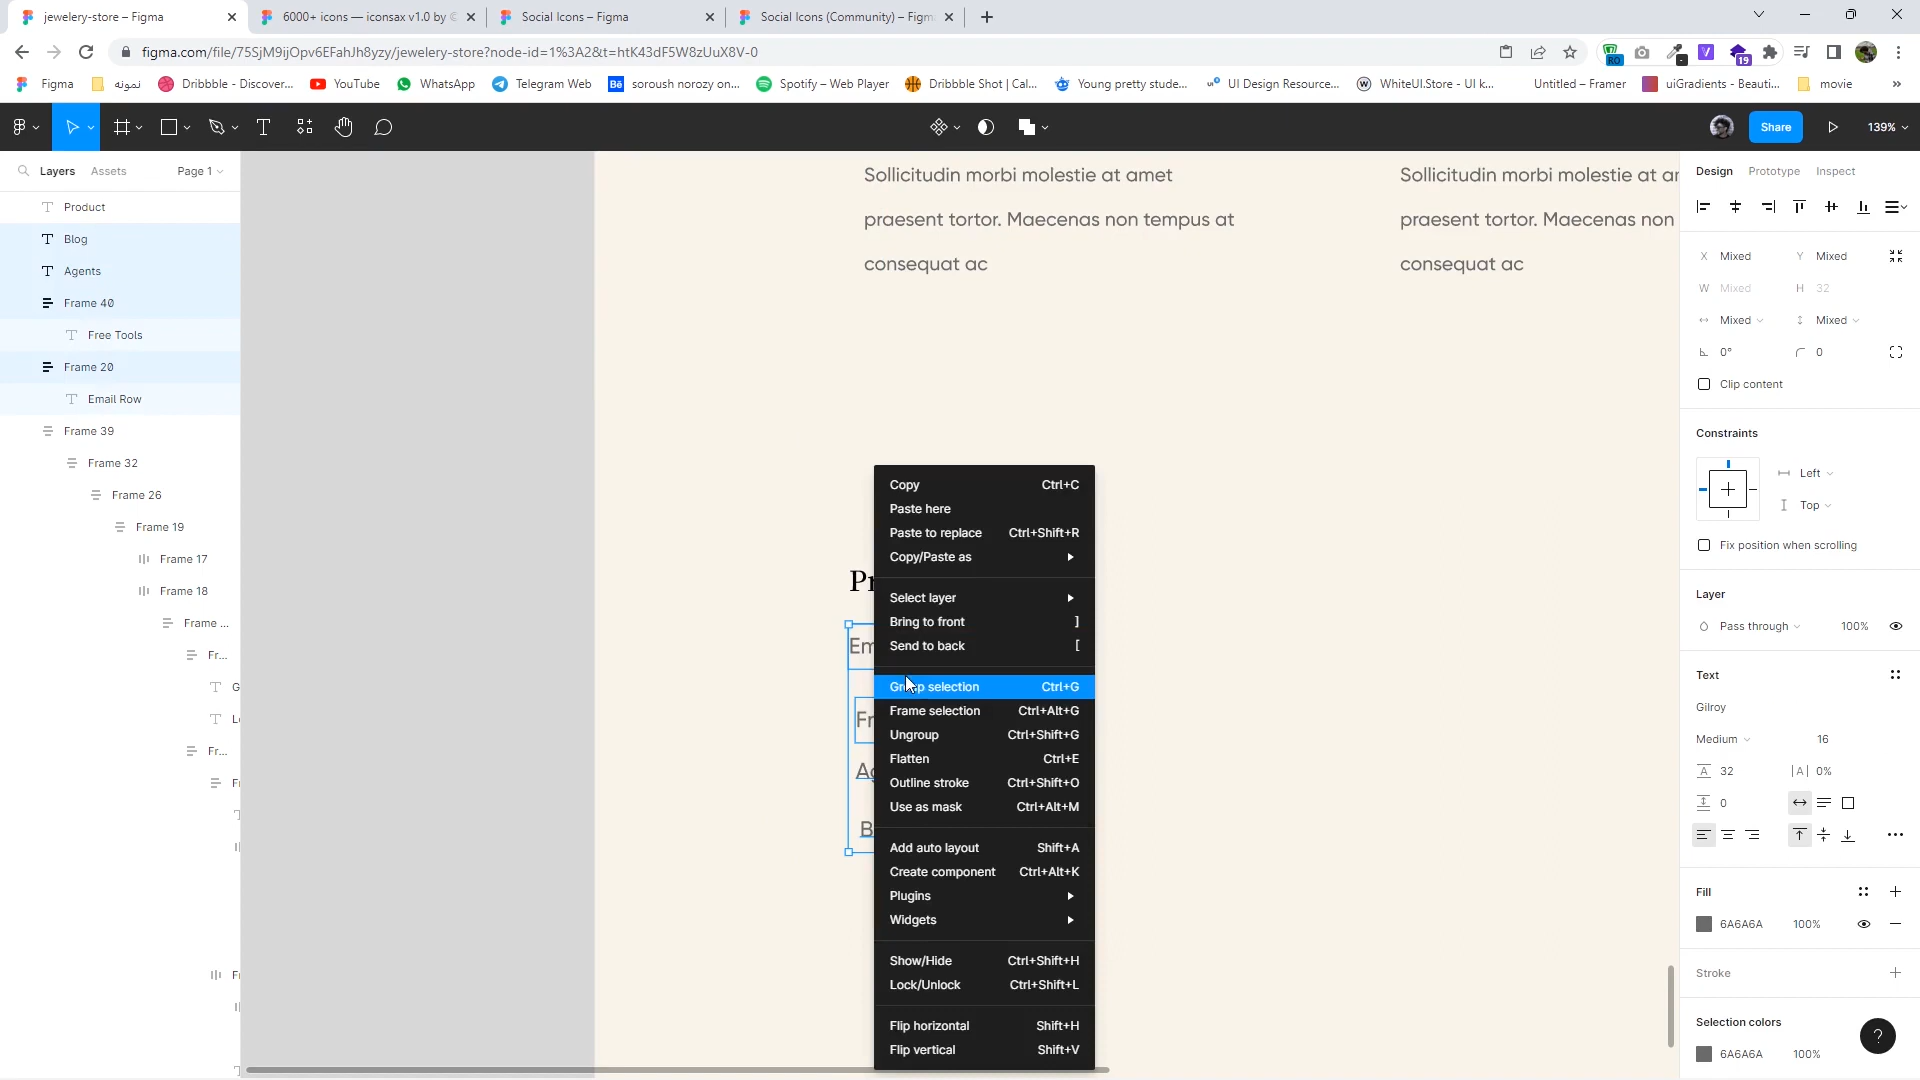 jewelery-store – Figma
6000+ icons — iconsax v1.0 by
Social Icons – Figma
Social Icons (Community) – Figm
figma.com/file/75SjM9ijOpv6EFahJh8yzy/jewelery-store?node-id=1%3A2&t=htK43dF5W8zUuX8V-0
RO
19
Figma
نمونه
Dribbble - Discover...
YouTube
WhatsApp
Telegram Web
Bē
soroush norozy on...
Spotify – Web Player
Dribbble Shot | Cal...
Young pretty stude...
UI Design Resource...
WhiteUI.Store - UI k...
Untitled – Framer
uiGradients - Beauti...
movie
»
Share
139%
Layers
Assets
Page 1
Product
Blog
Agents
Frame 40
Free Tools
Frame 20
Email Row
Frame 39
Frame 32
Frame 26
Frame 19
Frame 17
Frame 18
Frame ...
Fr...
G
Fr...
Sollicitudin morbi molestie at amet
praesent tortor. Maecenas non tempus at
consequat ac
Sollicitudin morbi molestie at ar
praesent tortor. Maecenas non
consequat ac
Pr
Em
Fr
Ag
B
Copy Ctrl+C
Paste here
Paste to replace Ctrl+Shift+R
Copy/Paste as
Select layer
Bring to front ]
Send to back [
Group selection Ctrl+G
Frame selection Ctrl+Alt+G
Ungroup Ctrl+Shift+G
Flatten Ctrl+E
Outline stroke Ctrl+Shift+O
Use as mask Ctrl+Alt+M
Add auto layout Shift+A
Create component Ctrl+Alt+K
Plugins
Widgets
Show/Hide Ctrl+Shift+H
Lock/Unlock Ctrl+Shift+L
Flip horizontal Shift+H
Flip vertical Shift+V
Design
Prototype
Inspect
X Mixed Y Mixed
W Mixed H 32
Mixed Mixed
0° 0
Clip content
Constraints
Left
Top
Fix position when scrolling
Layer
Pass through 100%
Text
Gilroy
Medium 16
32 0%
0
Fill
6A6A6A 100%
Stroke
Selection colors
6A6A6A 100%
?